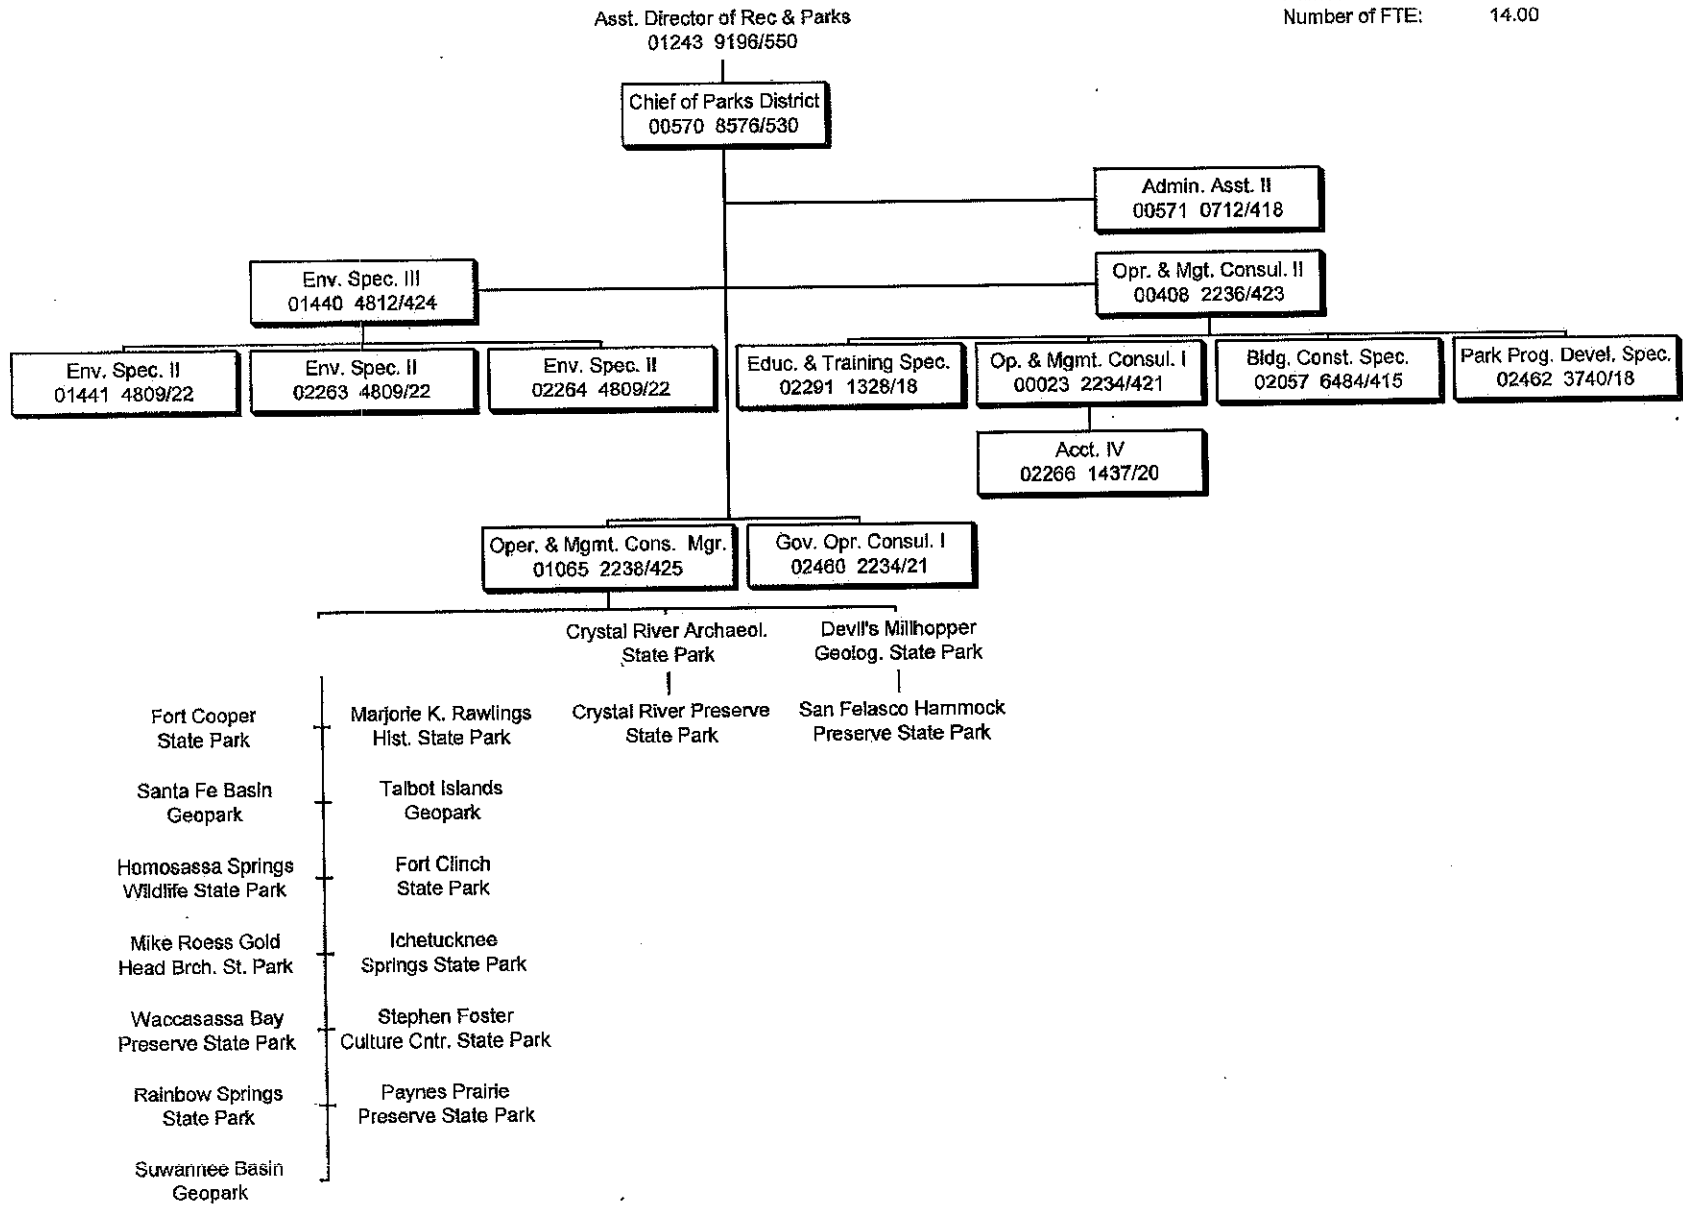 Asst. Director of Rec & Parks
01243 9196/550
Number of FTE: 14.00
Chief of Parks District
00570 8576/530
Admin. Asst. II
00571 0712/418
Env. Spec. III
01440 4812/424
Opr. & Mgt. Consul. II
00408 2236/423
Env. Spec. II
01441 4809/22
Env. Spec. II
02263 4809/22
Env. Spec. II
02264 4809/22
Educ. & Training Spec.
02291 1328/18
Op. & Mgmt. Consul. I
00023 2234/421
Bldg. Const. Spec.
02057 6484/415
Park Prog. Devel. Spec.
02462 3740/18
Acct. IV
02266 1437/20
Oper. & Mgmt. Cons. Mgr.
01065 2238/425
Gov. Opr. Consul. I
02460 2234/21
Crystal River Archaeol.
State Park
Devil's Millhopper
Geolog. State Park
Crystal River Preserve
State Park
San Felasco Hammock
Preserve State Park
Fort Cooper
State Park
Marjorie K. Rawlings
Hist. State Park
Santa Fe Basin
Geopark
Talbot Islands
Geopark
Homosassa Springs
Wildlife State Park
Fort Clinch
State Park
Mike Roess Gold
Head Brch. St. Park
Ichetucknee
Springs State Park
Waccasassa Bay
Preserve State Park
Stephen Foster
Culture Cntr. State Park
Rainbow Springs
State Park
Paynes Prairie
Preserve State Park
Suwannee Basin
Geopark